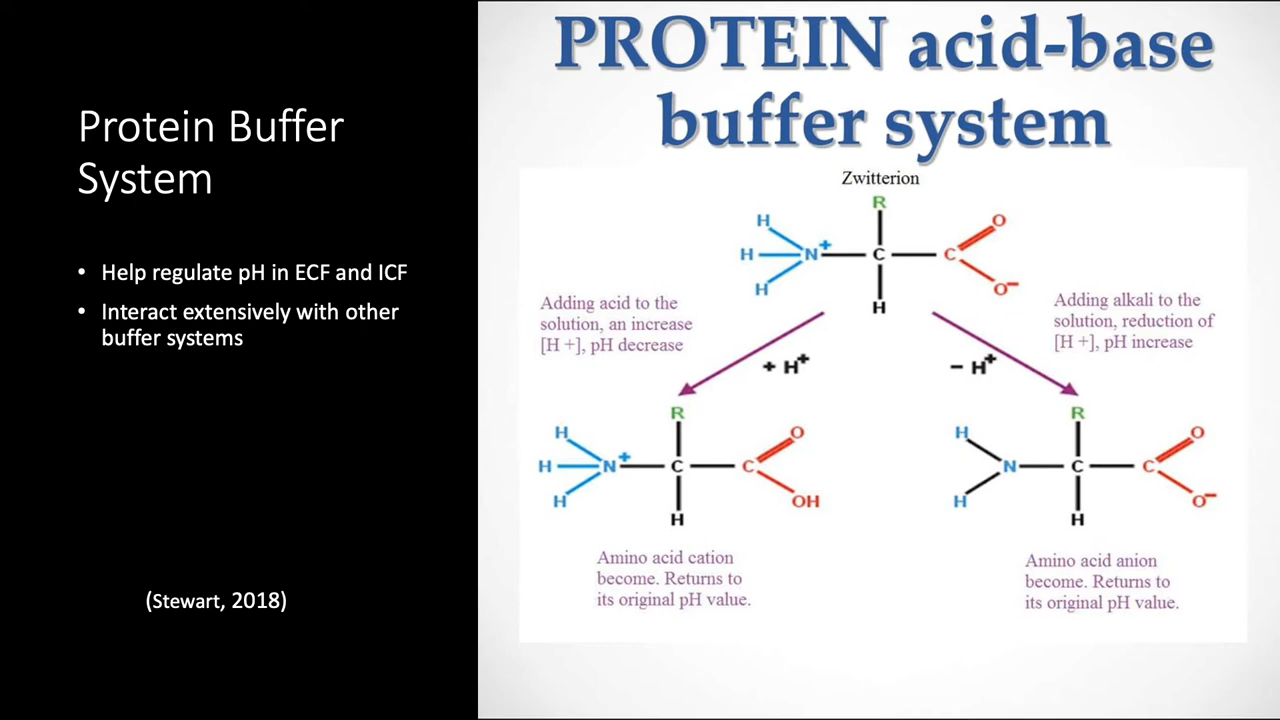 Protein Buffer
System
• Help regulate pH in ECF and ICF
• Interact extensively with other
buffer systems
(Stewart, 2018)
PROTEIN acid-base
buffer system
Zwitterion
R
H
H
H
N+
C
C
O
O−
H
Adding acid to the
solution, an increase
[H +], pH decrease
+ H+
Adding alkali to the
solution, reduction of
[H +], pH increase
− H+
R
H
H
H
N+
C
C
O
OH
H
Amino acid cation
become. Returns to
its original pH value.
R
H
H
N
C
C
O
O−
H
Amino acid anion
become. Returns to
its original pH value.